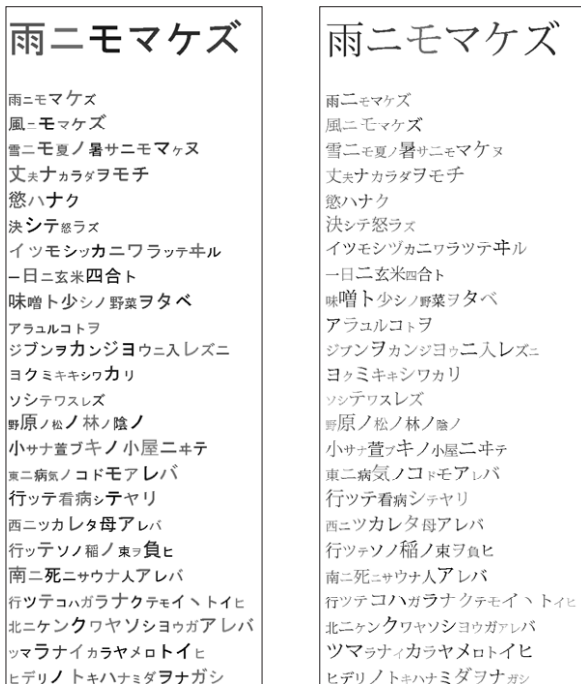 雨ニモマケズ
雨ニモマケズ
風ニモマケズ
雪ニモ夏ノ暑サニモマケヌ
丈夫ナカラダヲモチ
慾ハナク
決シテ怒ラズ
イツモシッカニワラッテヰル
一日ニ玄米四合ト
味噌ト少シノ野菜ヲタベ
アラユルコトヲ
ジブンヲカンジヨウニ入レズニ
ヨクミキキシワカリ
ソシテワスレズ
野原ノ松ノ林ノ陰ノ
小サナ萱ブキノ小屋ニヰテ
東ニ病気ノコドモアレバ
行ッテ看病シテヤリ
西ニツカレタ母アレバ
行ッテソノ稲ノ束ヲ負ヒ
南ニ死ニサウナ人アレバ
行ツテコハガラナクテモイヽトイヒ
北ニケンクワヤソショウガアレバ
ツマラナイカラヤメロトイヒ
ヒデリノトキハナミダヲナガシ
雨ニモマケズ
雨ニモマケズ
風ニモマケズ
雪ニモ夏ノ暑サニモマケヌ
丈夫ナカラダヲモチ
慾ハナク
決シテ怒ラズ
イツモシヅカニワラツテヰル
一日ニ玄米四合ト
味噌ト少シノ野菜ヲタベ
アラユルコトヲ
ジブンヲカンジヨウニ入レズニ
ヨクミキキシワカリ
ソシテワスレズ
野原ノ松ノ林ノ陰ノ
小サナ萱ブキノ小屋ニヰテ
東ニ病気ノコドモアレバ
行ッテ看病シテヤリ
西ニツカレタ母アレバ
行ツテソノ稲ノ束ヲ負ヒ
南ニ死ニサウナ人アレバ
行ツテコハガラナクテモイヽトイヒ
北ニケンクワヤソショウガアレバ
ツマラナイカラヤメロトイヒ
ヒデリノトキハナミダヲナガシ